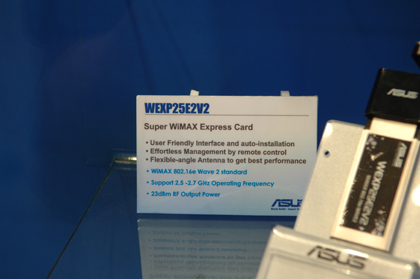 WEXP25E2V2
Super WiMAX Express Card
• User Friendly Interface and auto-installation
• Effortless Management by remote control
• Flexible-angle Antenna to get best performance
• WiMAX 802.16e Wave 2 standard
• Support 2.5 -2.7 GHz Operating Frequency
• 23dBm RF Output Power
ASUS
ASUS
WEXP25E2V2
ASUS